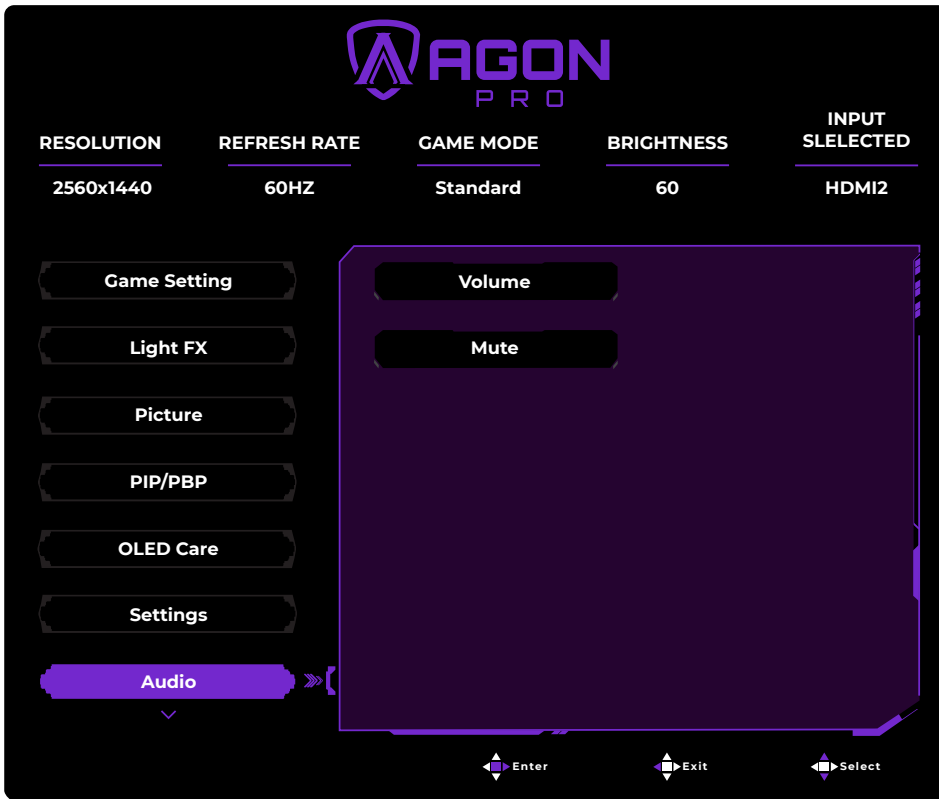 AGON
PRO
RESOLUTION
REFRESH RATE
GAME MODE
BRIGHTNESS
INPUT
SLELECTED
2560x1440
60HZ
Standard
60
HDMI2
Game Setting
Light FX
Picture
PIP/PBP
OLED Care
Settings
Audio
Volume
Mute
Enter
Exit
Select